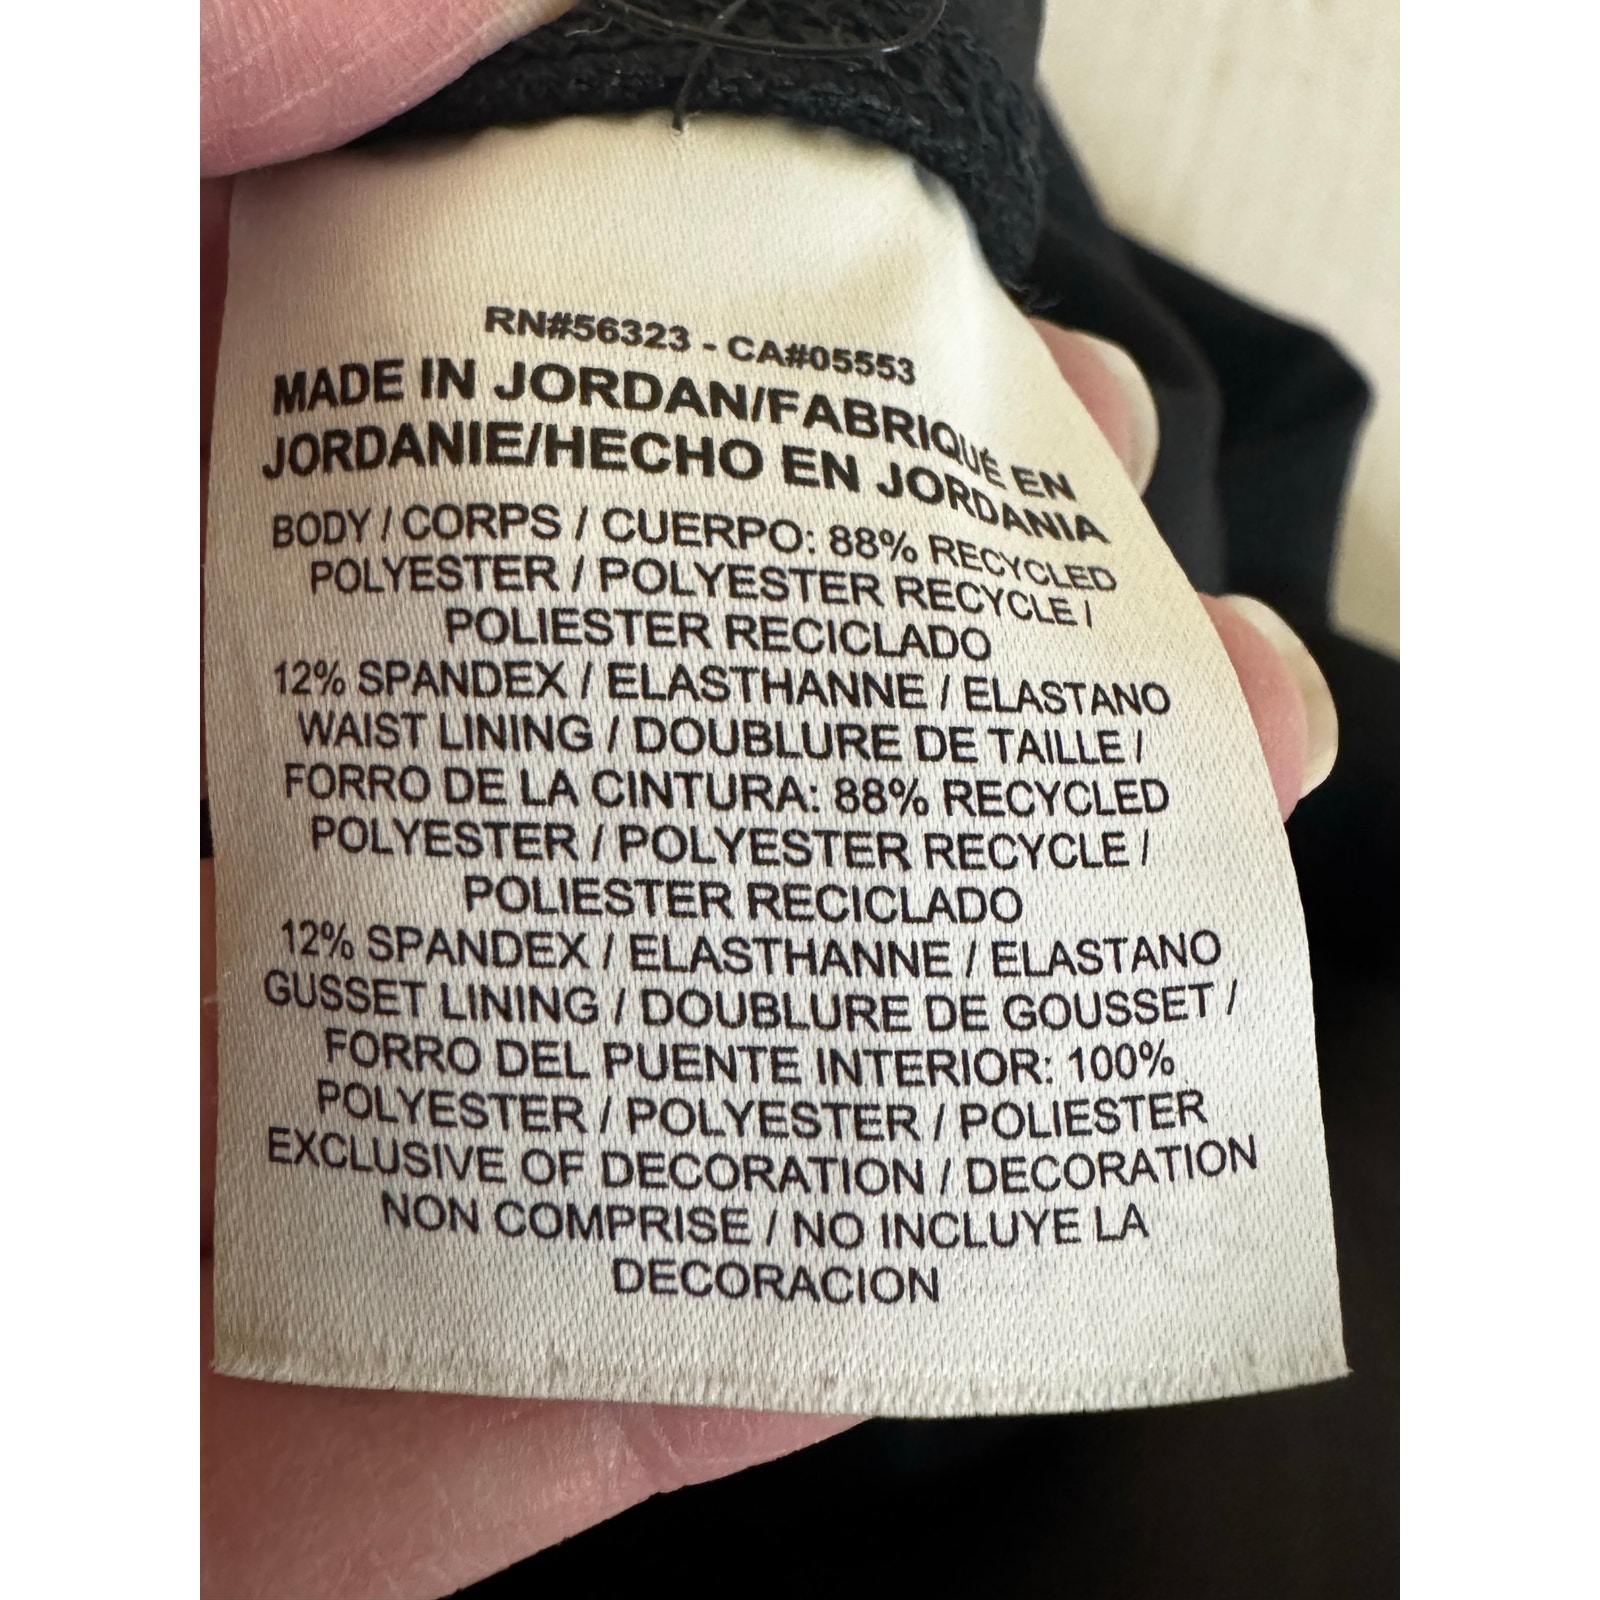 RN#56323 - CA#05553
MADE IN JORDAN/FABRIQUÉ EN
JORDANIE/HECHO EN JORDANIA
BODY / CORPS / CUERPO: 88% RECYCLED
POLYESTER / POLYESTER RECYCLE /
POLIESTER RECICLADO
12% SPANDEX / ELASTHANNE / ELASTANO
WAIST LINING / DOUBLURE DE TAILLE /
FORRO DE LA CINTURA: 88% RECYCLED
POLYESTER / POLYESTER RECYCLE /
POLIESTER RECICLADO
12% SPANDEX / ELASTHANNE / ELASTANO
GUSSET LINING / DOUBLURE DE GOUSSET /
FORRO DEL PUENTE INTERIOR: 100%
POLYESTER / POLYESTER / POLIESTER
EXCLUSIVE OF DECORATION / DECORATION
NON COMPRISE / NO INCLUYE LA
DECORACION